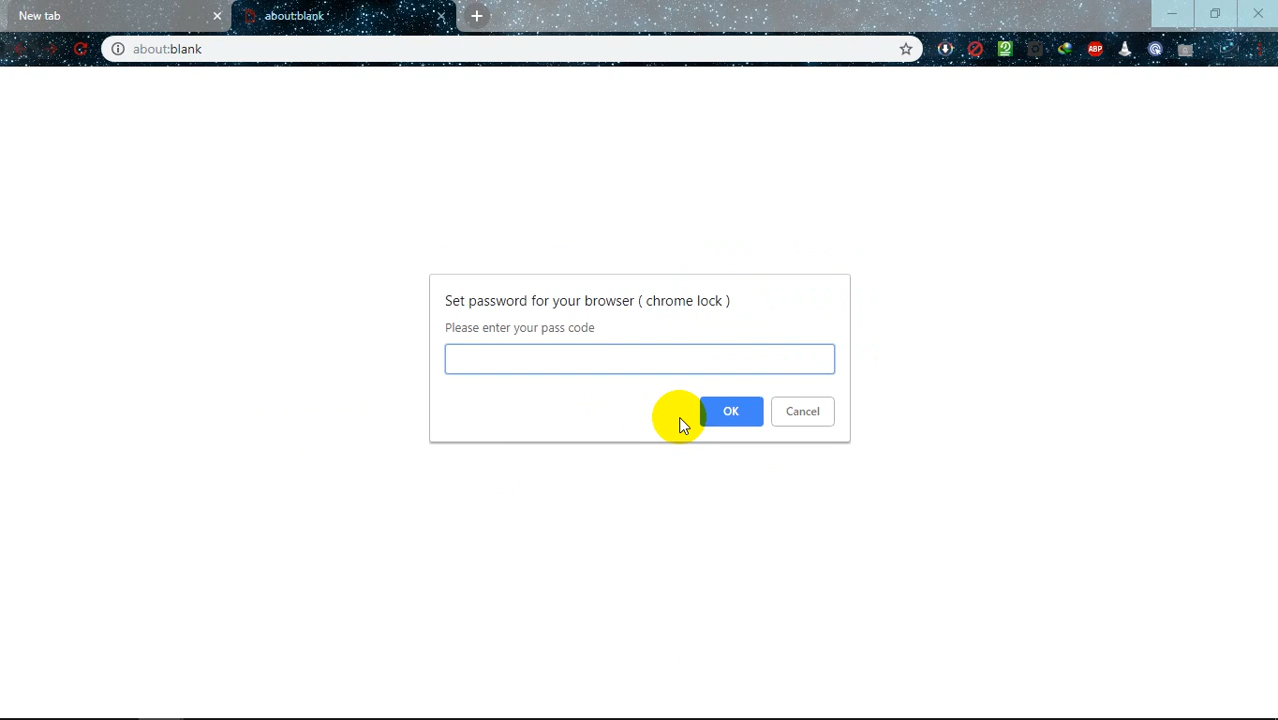 New tab
about:blank
about:blank
ABP
Set password for your browser ( chrome lock )
Please enter your pass code
OK
Cancel